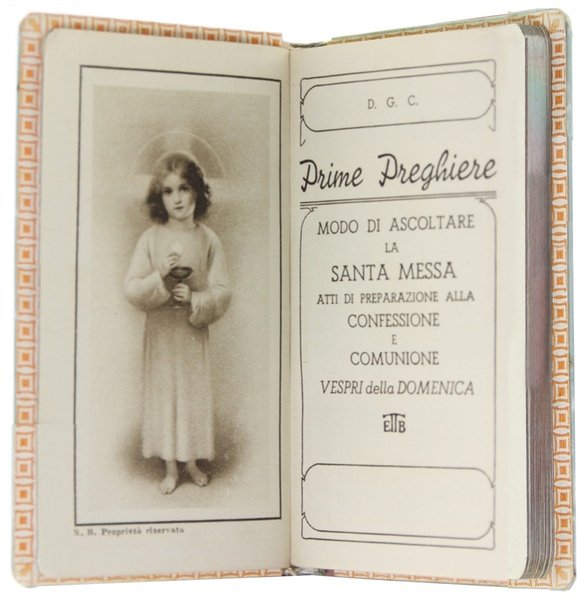 N. B. Proprietà riservata
D. G. C.
Prime Preghiere
MODO DI ASCOLTARE
LA
SANTA MESSA
ATTI DI PREPARAZIONE ALLA
CONFESSIONE
E
COMUNIONE
VESPRI della DOMENICA
ETB